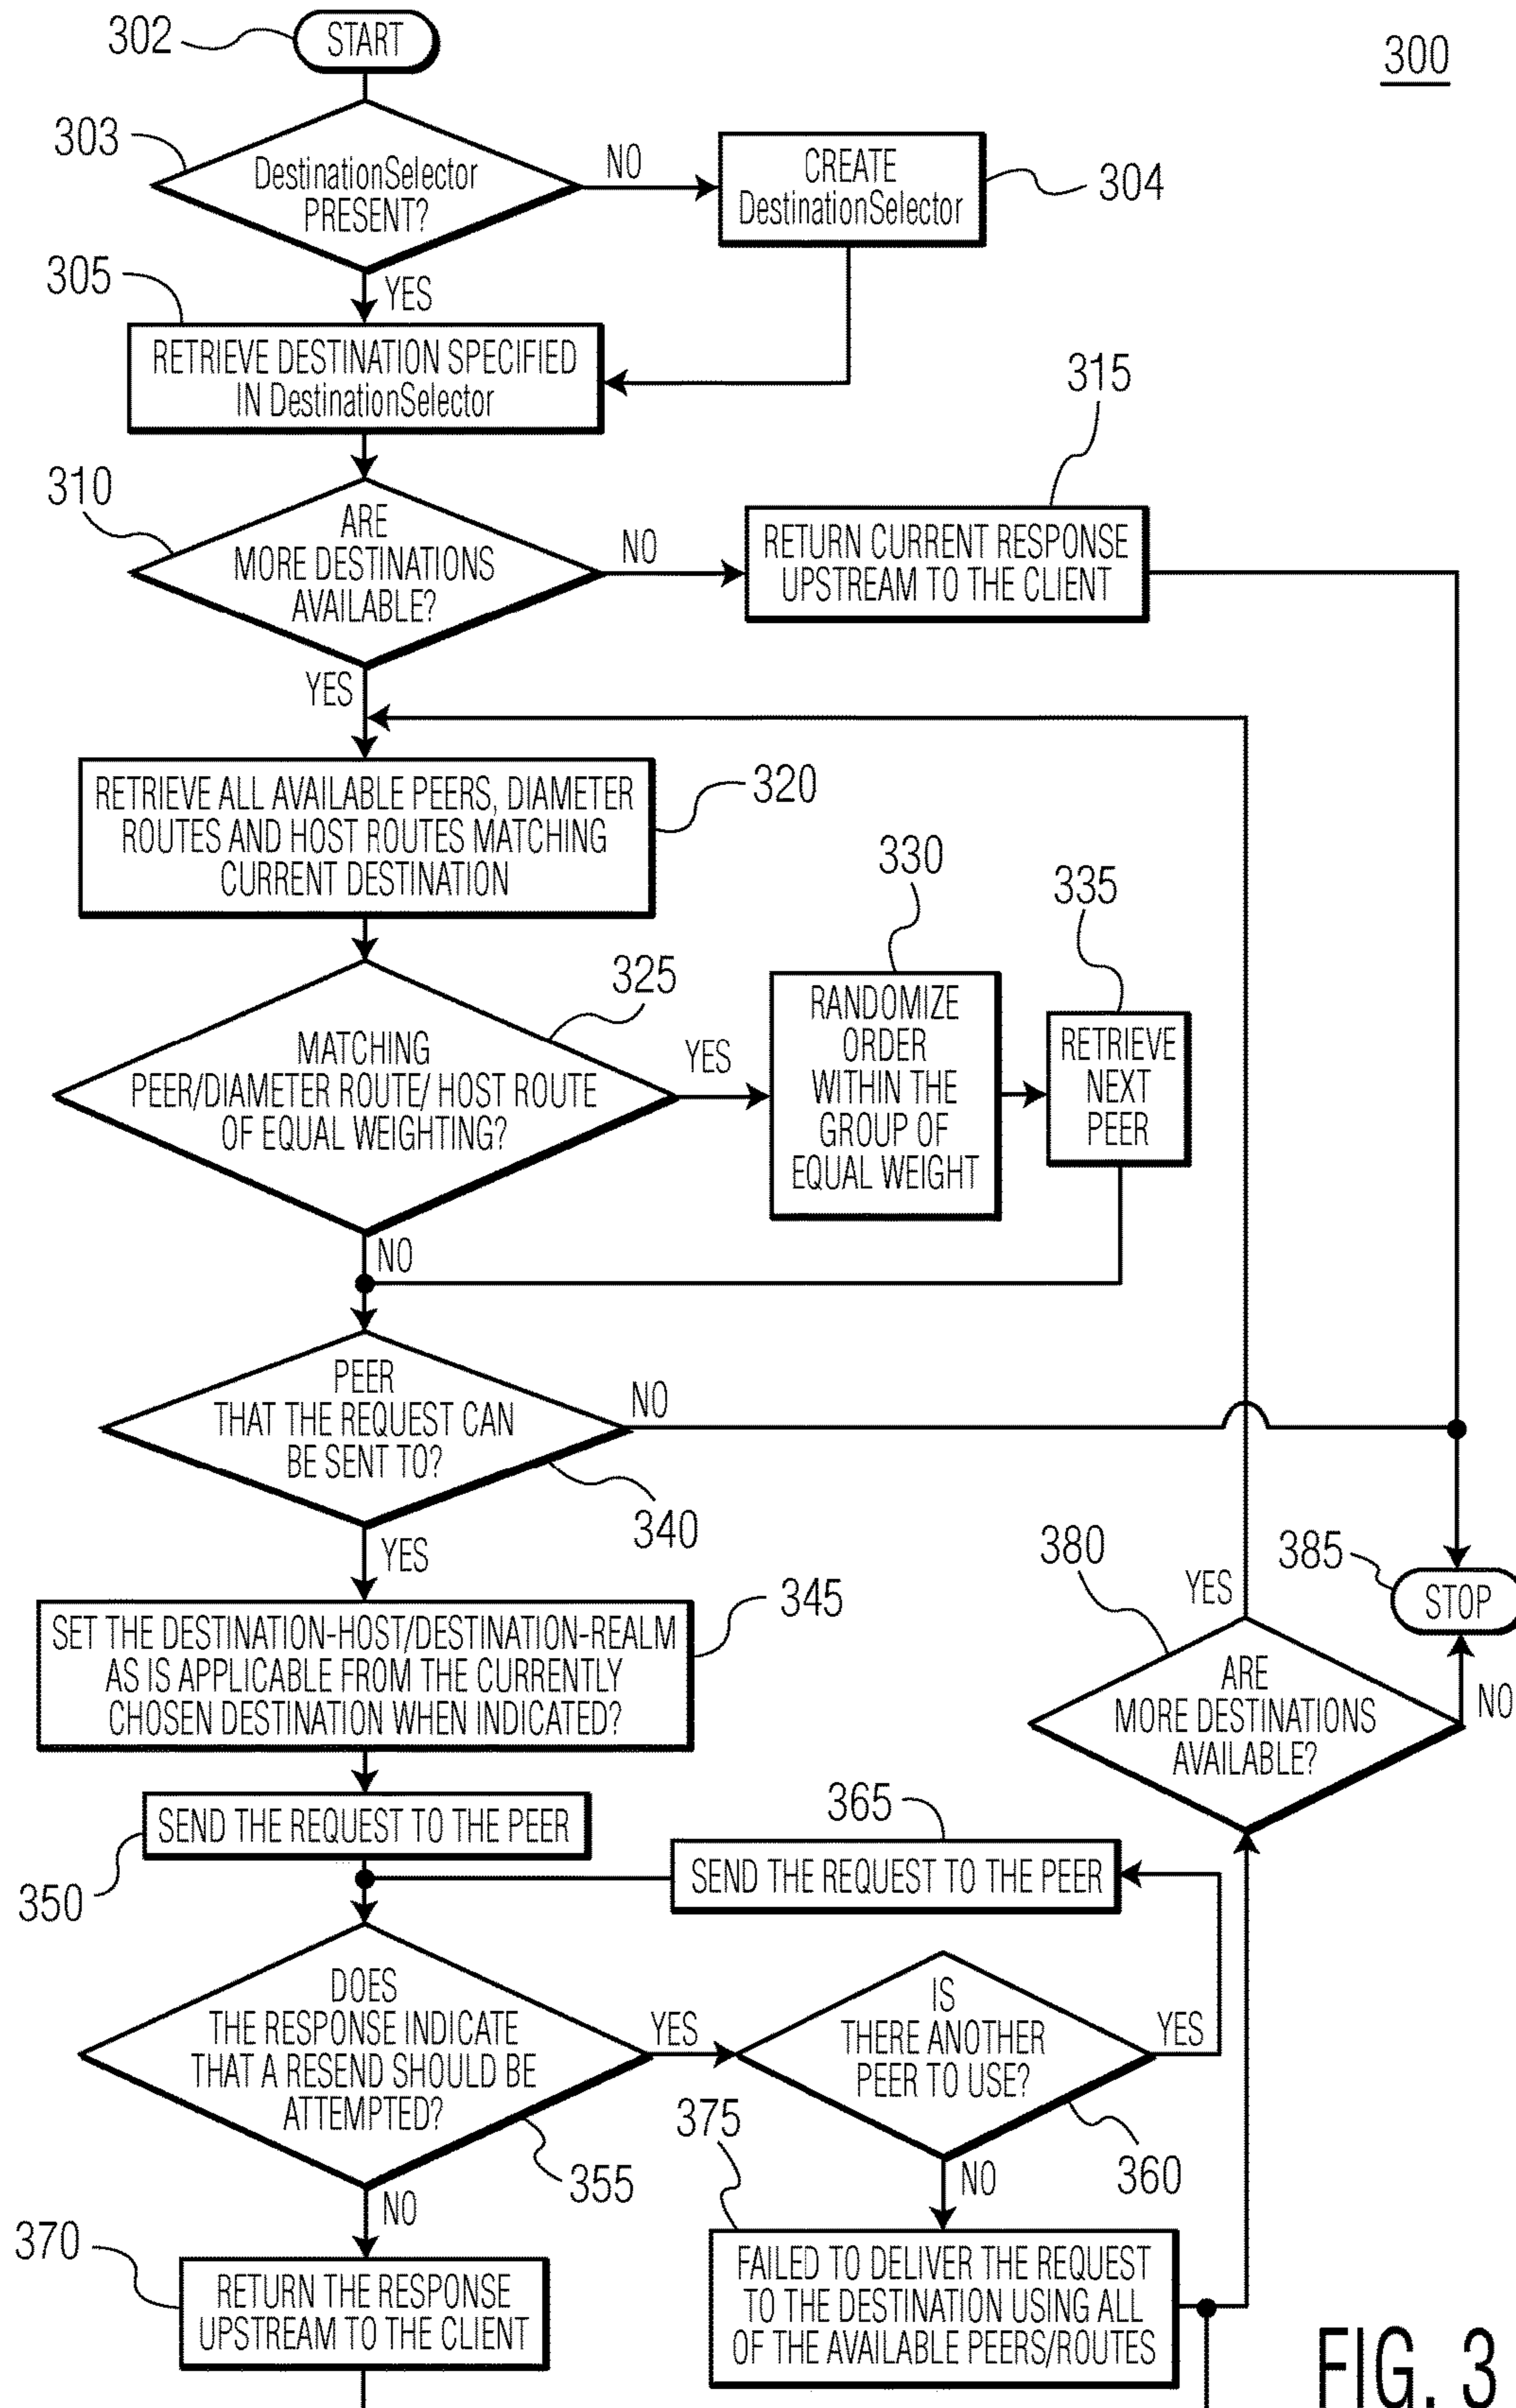 302
START
300
303
DestinationSelector
PRESENT?
NO
CREATE
DestinationSelector
304
YES
305
RETRIEVE DESTINATION SPECIFIED
IN DestinationSelector
310
ARE
MORE DESTINATIONS
AVAILABLE?
NO
315
RETURN CURRENT RESPONSE
UPSTREAM TO THE CLIENT
YES
RETRIEVE ALL AVAILABLE PEERS, DIAMETER
ROUTES AND HOST ROUTES MATCHING
CURRENT DESTINATION
320
325
MATCHING
PEER/DIAMETER ROUTE/ HOST ROUTE
OF EQUAL WEIGHTING?
YES
330
RANDOMIZE
ORDER
WITHIN THE
GROUP OF
EQUAL WEIGHT
335
RETRIEVE
NEXT
PEER
NO
PEER
THAT THE REQUEST CAN
BE SENT TO?
NO
340
YES
345
SET THE DESTINATION-HOST/DESTINATION-REALM
AS IS APPLICABLE FROM THE CURRENTLY
CHOSEN DESTINATION WHEN INDICATED?
380
YES
ARE
MORE DESTINATIONS
AVAILABLE?
385
STOP
NO
SEND THE REQUEST TO THE PEER
350
365
SEND THE REQUEST TO THE PEER
DOES
THE RESPONSE INDICATE
THAT A RESEND SHOULD BE
ATTEMPTED?
YES
355
IS
THERE ANOTHER
PEER TO USE?
YES
360
NO
NO
370
RETURN THE RESPONSE
UPSTREAM TO THE CLIENT
375
FAILED TO DELIVER THE REQUEST
TO THE DESTINATION USING ALL
OF THE AVAILABLE PEERS/ROUTES
FIG. 3